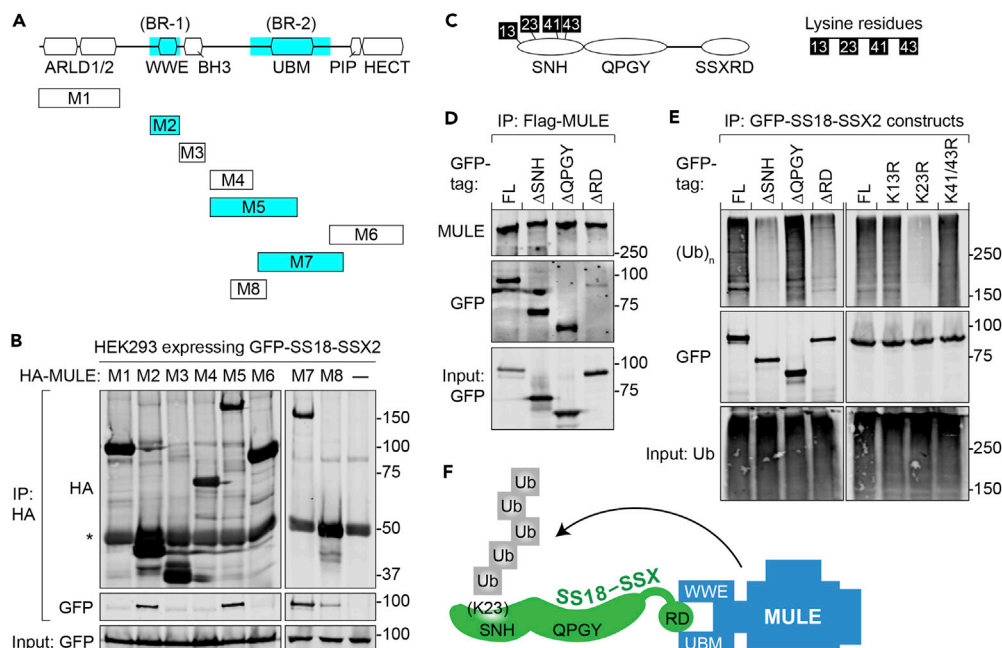 A
(BR-1) (BR-2)
ARLD1/2 WWE BH3 UBM PIP HECT
M1
M2
M3
M4
M5
M6
M7
M8
B
HEK293 expressing GFP-SS18-SSX2
HA-MULE: M1 M2 M3 M4 M5 M6 M7 M8 —
IP:
HA
HA
*
-150
-100
-75
-50
-37
GFP
-100
Input: GFP
-100
C
13 23 41 43
SNH QPGY SSXRD
Lysine residues
13 23 41 43
D
IP: Flag-MULE
GFP-
tag:
FL ΔSNH ΔQPGY ΔRD
MULE
-250
GFP
-100
-75
Input:
GFP
-100
-75
E
IP: GFP-SS18-SSX2 constructs
GFP-
tag:
FL ΔSNH ΔQPGY ΔRD FL K13R K23R K41/43R
(Ub)n
-250
-150
GFP
-100
-75
Input: Ub
-250
-150
F
Ub
Ub
Ub
Ub
Ub
(K23)
SNH QPGY
SS18-SSX
RD
WWE
UBM
MULE